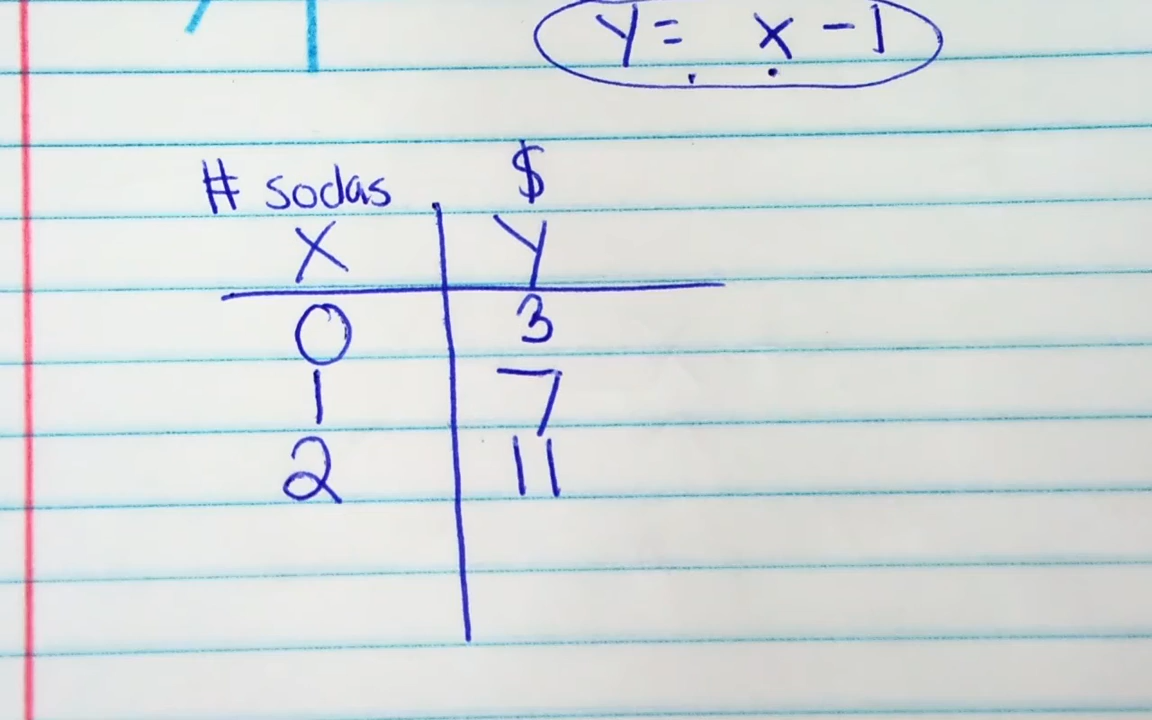 y = x - 1
# sodas $
X Y
0 3
1 7
2 11